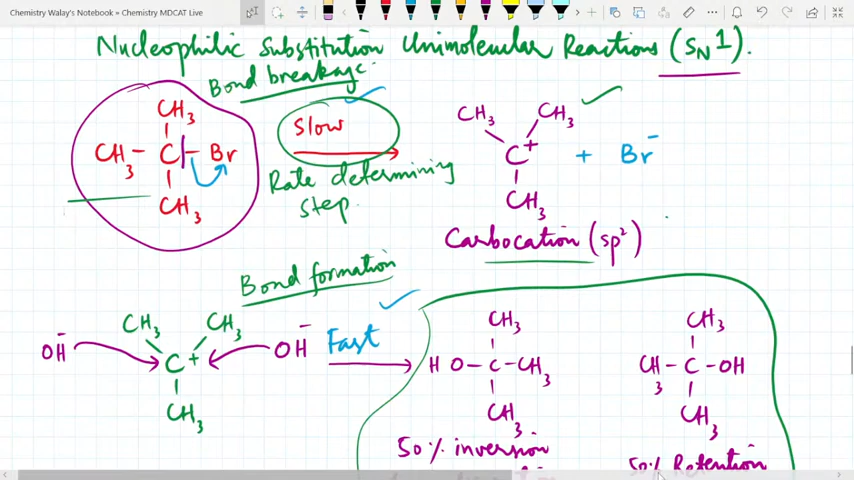 Chemistry Walay's Notebook » Chemistry MDCAT Live
Nucleophilic Substitution Unimolecular Reactions (SN1).
Bond breakage
CH3
CH3 - C - Br
CH3
Slow
Rate determining
step.
CH3 CH3
C+ + Br-
CH3
Carbocation (sp²)
Bond formation
CH3 CH3
OH- C+ OH- Fast
CH3
CH3
HO-C-CH3
CH3
50% inversion
CH3
CH3-C-OH
CH3
50% Retention